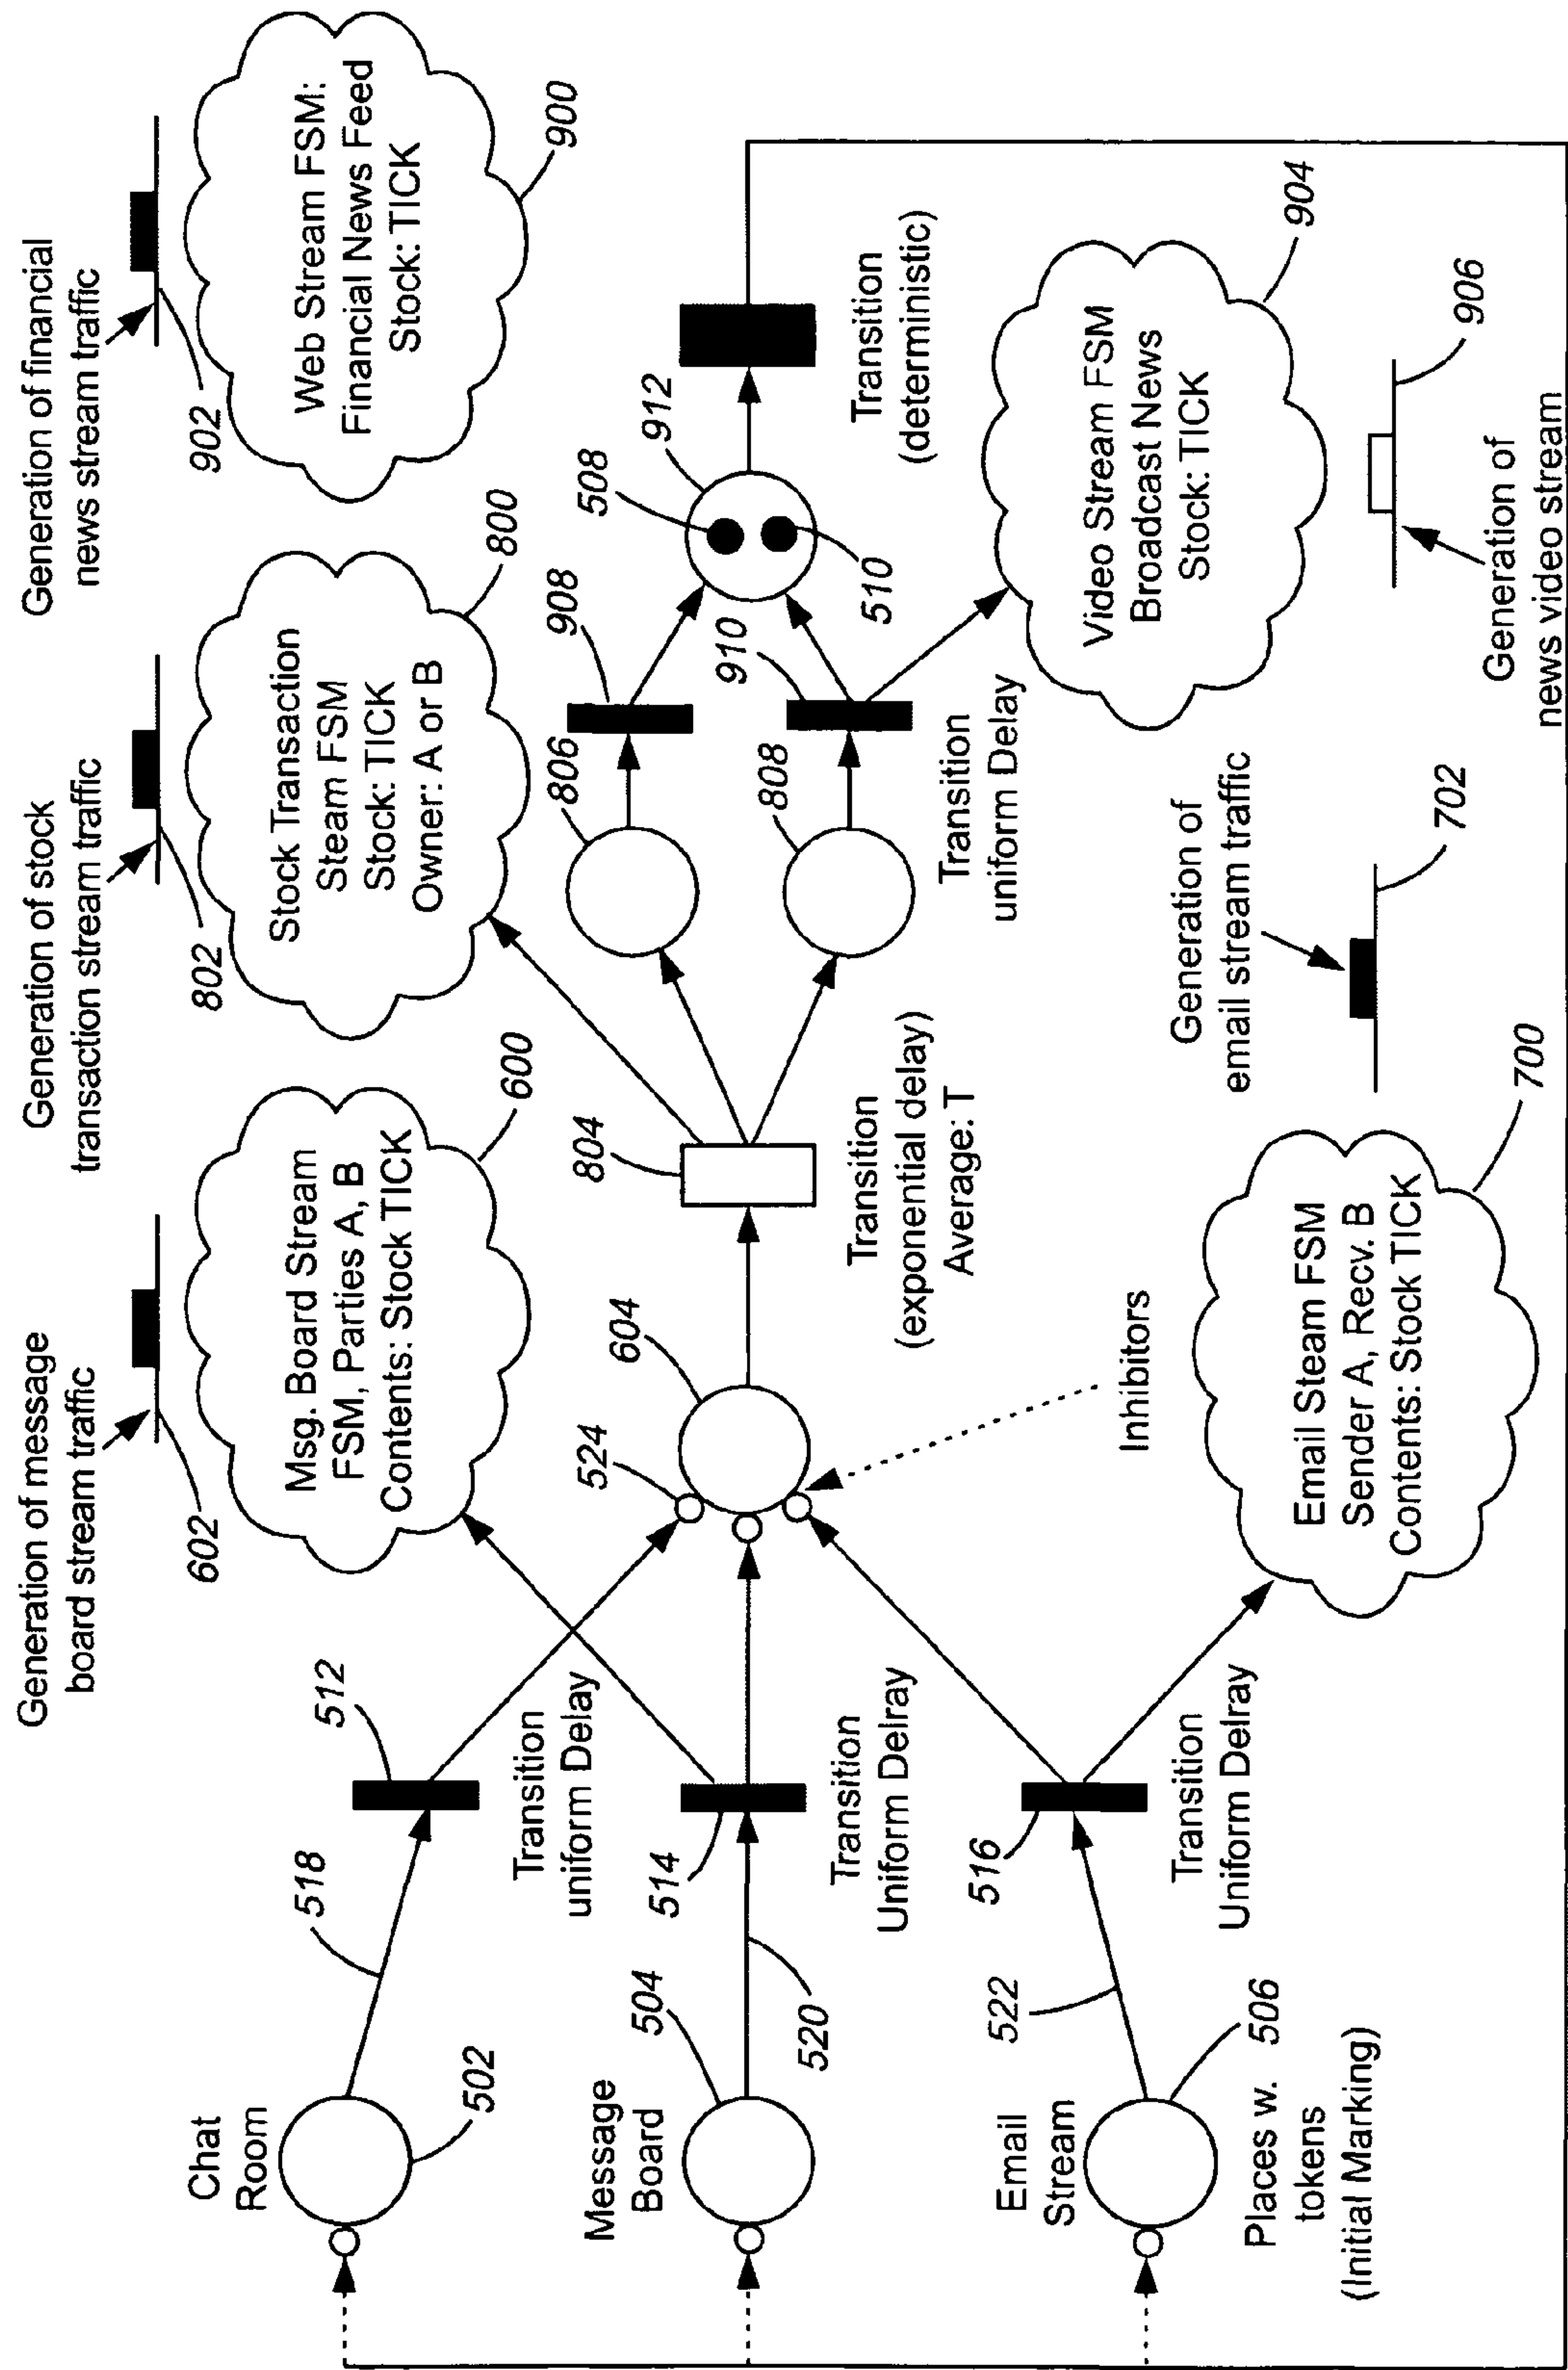 Generation of message
board stream traffic
602
Generation of stock
transaction stream traffic
802
Generation of financial
news stream traffic
902
Msg. Board Stream
FSM, Parties A, B
Contents: Stock TICK
600
Stock Transaction
Steam FSM
Stock: TICK
Owner: A or B
800
Web Stream FSM:
Financial News Feed
Stock: TICK
900
Chat
Room
502
518
512
Transition
uniform Delay
Message
Board
504
520
514
Transition
Uniform Delray
Email
Stream
506
Places w.
tokens
(Initial Marking)
522
516
Transition
Uniform Delray
524
604
Inhibitors
804
Transition
(exponential delay)
Average: T
806
808
908
910
Transition
uniform Delay
508
510
912
Transition
(deterministic)
Email Steam FSM
Sender A, Recv. B
Contents: Stock TICK
700
Generation of
email stream traffic
702
Video Stream FSM
Broadcast News
Stock: TICK
904
906
Generation of
news video stream